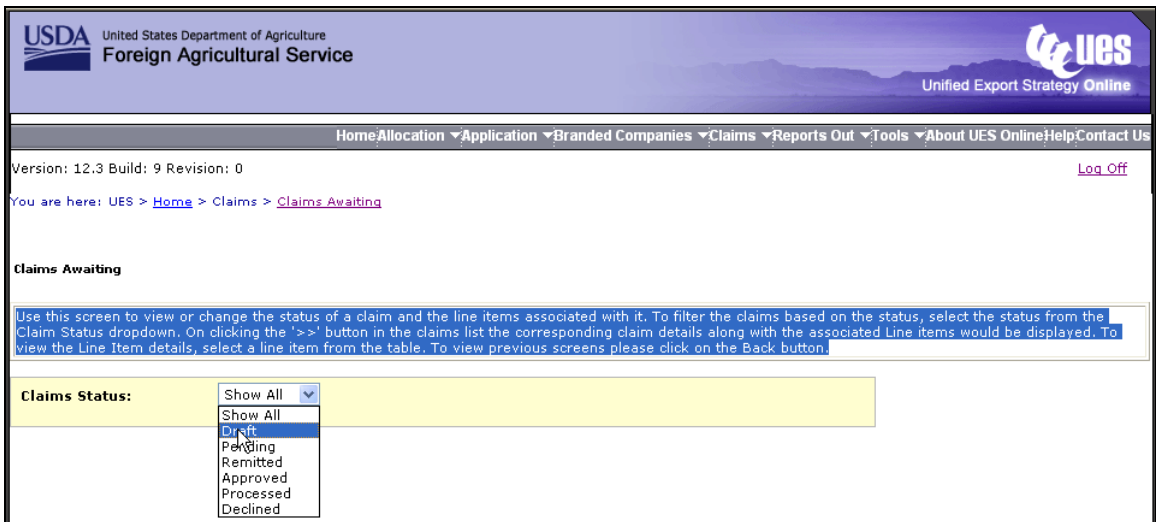 USDA
United States Department of Agriculture
Foreign Agricultural Service
ues
Unified Export Strategy Online
Home Allocation Application Branded Companies Claims Reports Out Tools About UES Online Help Contact Us
Version: 12.3 Build: 9 Revision: 0
Log Off
You are here: UES > Home > Claims > Claims Awaiting
Claims Awaiting
Use this screen to view or change the status of a claim and the line items associated with it. To filter the claims based on the status, select the status from the
Claim Status dropdown. On clicking the '>>' button in the claims list the corresponding claim details along with the associated Line items would be displayed. To
view the Line Item details, select a line item from the table. To view previous screens please click on the Back button.
Claims Status:
Show All
Show All
Draft
Pending
Remitted
Approved
Processed
Declined